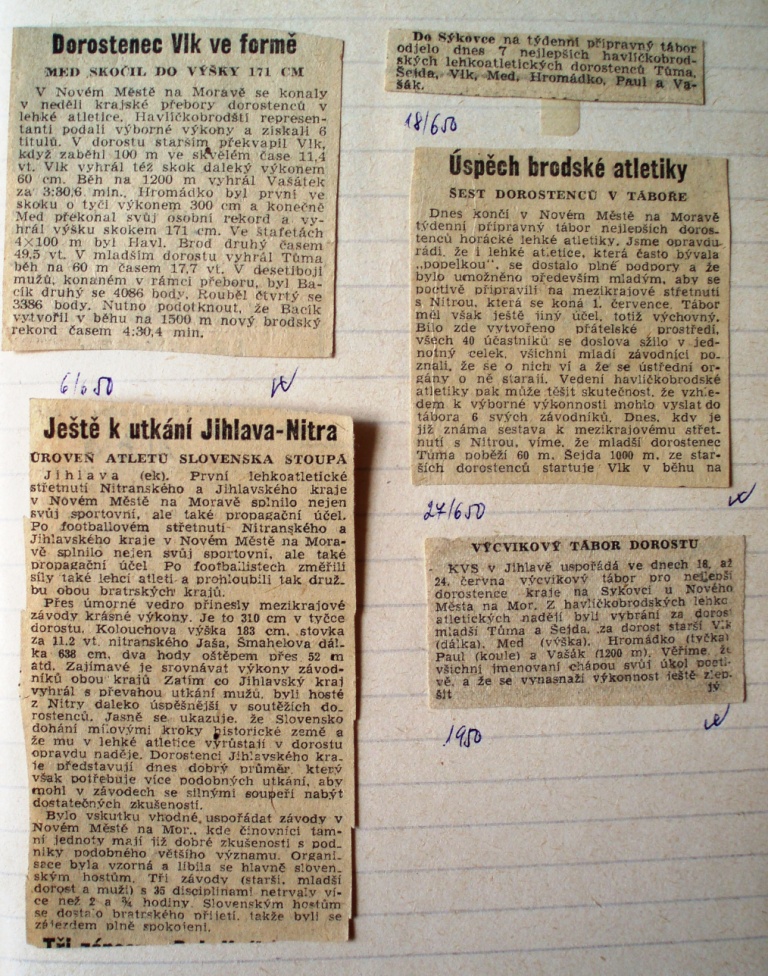 Dorostenec Vlk ve formě
MED SKOČIL DO VÝŠKY 171 CM
V Novém Městě na Moravě se konaly
v neděli krajské přebory dorostenců v
lehké atletice. Havlíčkobrodští represen-
tanti podali výborné výkony a získali 6
titulů. V dorostu starším překvapil Vlk,
když zaběhl 100 m ve skvělém čase 11,4
vt. Vlk vyhrál též skok daleký výkonem
60 cm. Běh na 1200 m vyhrál Vašátek
za 3:30,6 min., Hromádko byl první ve
skoku o tyči výkonem 300 cm a konečně
Med překonal svůj osobní rekord a vy-
hrál výšku skokem 171 cm. Ve štafetách
4×100 m byl Havl. Brod druhý časem
49,5 vt. V mladším dorostu vyhrál Tůma
běh na 60 m časem 17,7 vt. V desetiboji
mužů, konaném v rámci přeboru, byl Ba-
cík druhý se 4086 body, Rouběl čtvrtý se
3386 body. Nutno podotknout, že Bacík
vytvořil v běhu na 1500 m nový brodský
rekord časem 4:30,4 min.
6/6 50
Ještě k utkání Jihlava-Nitra
ÚROVEŇ ATLETŮ SLOVENSKA STOUPÁ
Jihlava (ek). První lehkoatletické
střetnutí Nitranského a Jihlavského kraje
v Novém Městě na Moravě splnilo nejen
svůj sportovní, ale také propagační účel.
Po footballovém střetnutí Nitranského a
Jihlavského kraje v Novém Městě na Mora-
vě splnilo nejen svůj sportovní, ale také
propagační účel Po footballistech změřili
síly také lehcí atleti a prohloubili tak druž-
bu obou bratrských krajů.
Přes úmorné vedro přinesly mezikrajové
závody krásné výkony. Je to 310 cm v tyčce
dorostu. Kolouchova výška 183 cm, stovka
za 11,2 vt. nitranského Jaša, Šmahelova dál-
ka 638 cm, dva hody oštěpem přes 52 m
atd. Zajímavé je srovnávat výkony závod-
níků obou krajů Zatím co Jihlavský kraj
vyhrál s převahou utkání mužů, byli hosté
z Nitry daleko úspěšnější v soutěžích do-
rostenců. Jasně se ukazuje, že Slovensko
dohání mílovými kroky historické země a
že mu v lehké atletice vyrůstají v dorostu
opravdu naděje. Dorostenci Jihlavského kra-
je představují dnes dobrý průměr, který
však potřebuje více podobných utkání, aby
mohl v závodech se silnými soupeři nabýt
dostatečných zkušeností.
Bylo vskutku vhodné uspořádat závody v
Novém Městě na Mor., kde činovníci tam-
ní jednoty mají již dobré zkušenosti s pod-
niky podobného většího významu. Organi-
sace byla vzorná a líbila se hlavně sloven-
ským hostům. Tři závody (starší, mladší
dorost a muži) s 35 disciplinami netrvaly ví-
ce než 2 a ¾ hodiny. Slovenským hostům
se dostalo bratrského přijetí, takže byli se
zájezdem plně spokojeni.
Do Sýkovce na týdenní přípravný tábor
odjelo dnes 7 nejlepších havlíčkobrod-
ských lehkoatletických dorostenců Tůma,
Šejda, Vlk, Med, Hromádko, Paul a Va-
šák.
18/6 50
Úspěch brodské atletiky
ŠEST DOROSTENCŮ V TÁBOŘE
Dnes končí v Novém Městě na Moravě
týdenní přípravný tábor nejlepších doros-
tenců horácké lehké atletiky. Jsme opravdu
rádi, že i lehké atletice, která často bývala
„popelkou“, se dostalo plné podpory a že
bylo umožněno především mladým, aby se
poctivě připravili na mezikrajové střetnutí
s Nitrou, která se koná 1. července. Tábor
měl však ještě jiný účel, totiž výchovný.
Bylo zde vytvořeno přátelské prostředí,
všech 40 účastníků se doslova sžilo v jed-
notný celek, všichni mladí závodníci po-
znali, že se o nich ví a že se ústřední or-
gány o ně starají. Vedení havlíčkobrodské
atletiky pak může těšit skutečnost, že vzhle-
dem k výborné výkonnosti mohlo vyslat do
tábora 6 svých závodníků. Dnes, kdy je
již známa sestava k mezikrajovému střet-
nutí s Nitrou, víme, že mladší dorostenec
Tůma poběží 60 m, Šejda 1000 m, ze star-
ších dorostenců startuje Vlk v běhu na
27/6 50
VÝCVIKOVÝ TÁBOR DOROSTU
KVS v Jihlavě uspořádá ve dnech 18. až
24. června výcvikový tábor pro nejlepší
dorostence kraje na Sykovci u Nového
Města na Mor. Z havlíčkobrodských lehko-
atletických nadějí byli vybráni za doros
mladší Tůma a Šejda, za dorost starší Vlk
(dálka), Med (výška), Hromádko (tyčka)
Paul (koule) a Vašák (1200 m). Věříme, že
všichni jmenovaní chápou svůj úkol pocti-
vě, a že se vynasnaží výkonnost ještě zlep-
šit jý
1950